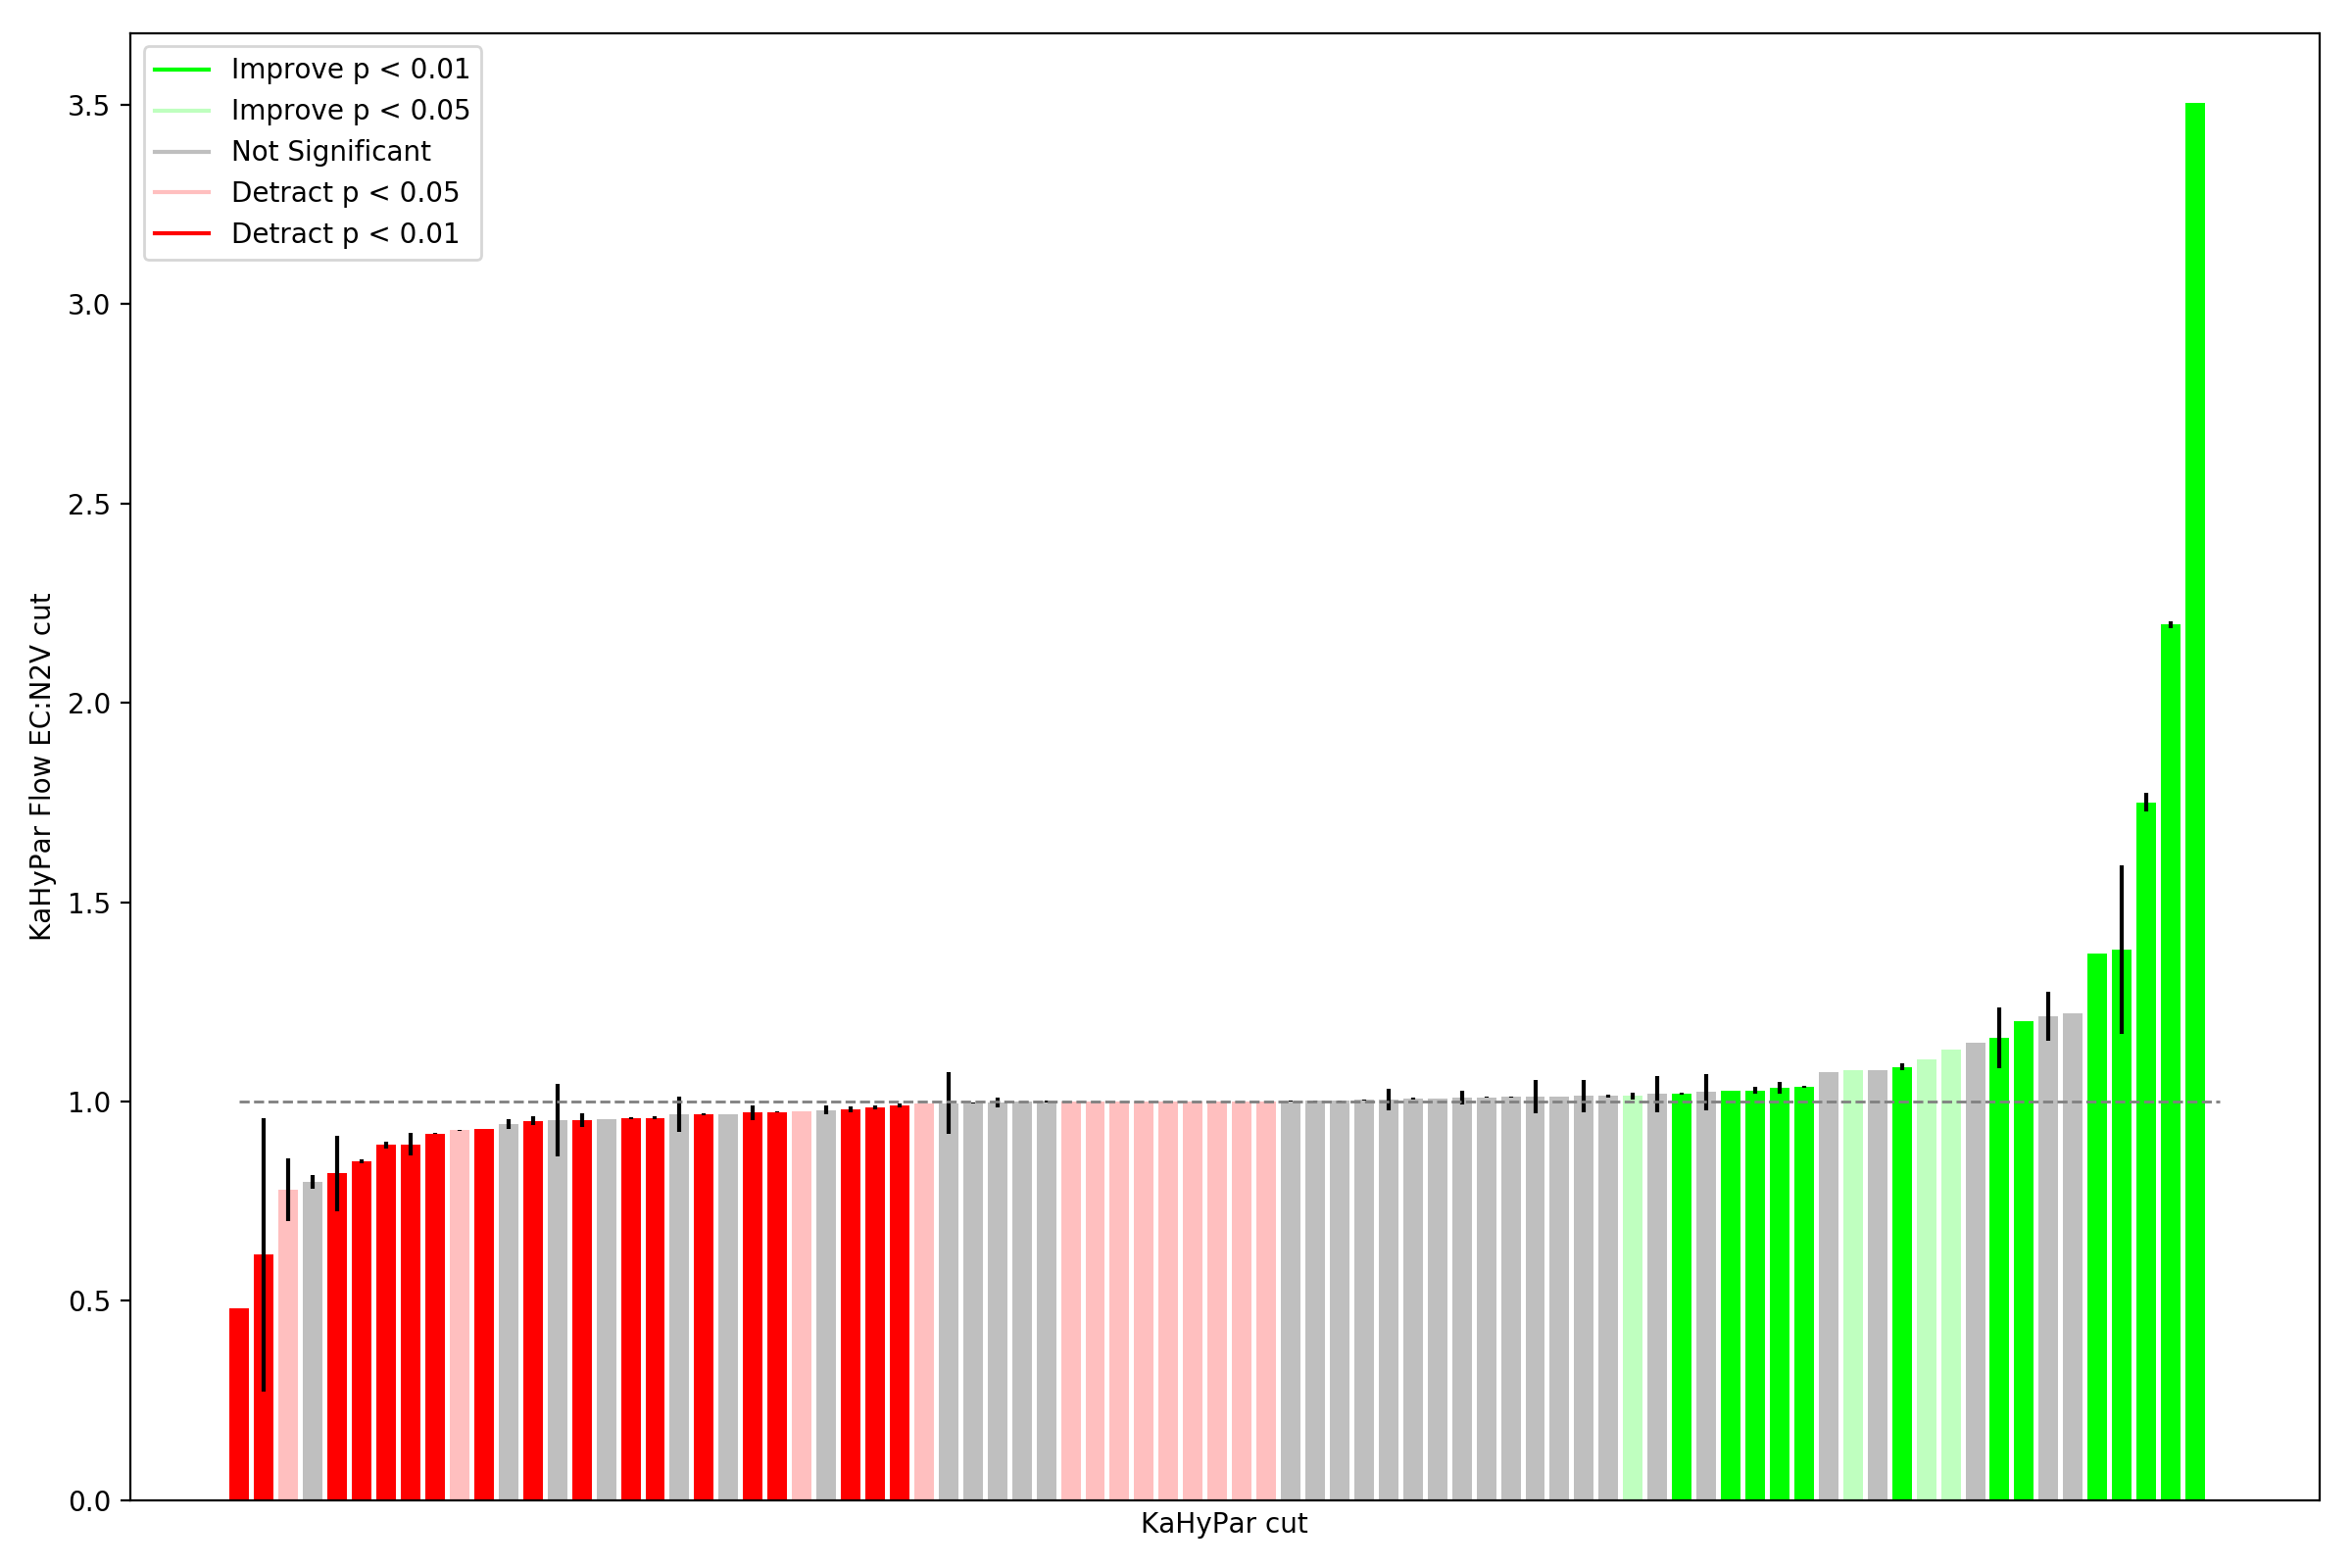 Improve p < 0.01
Improve p < 0.05
Not Significant
Detract p < 0.05
Detract p < 0.01
3.5
3.0
2.5
2.0
1.5
1.0
0.5
0.0
KaHyPar Flow EC:N2V cut
KaHyPar cut